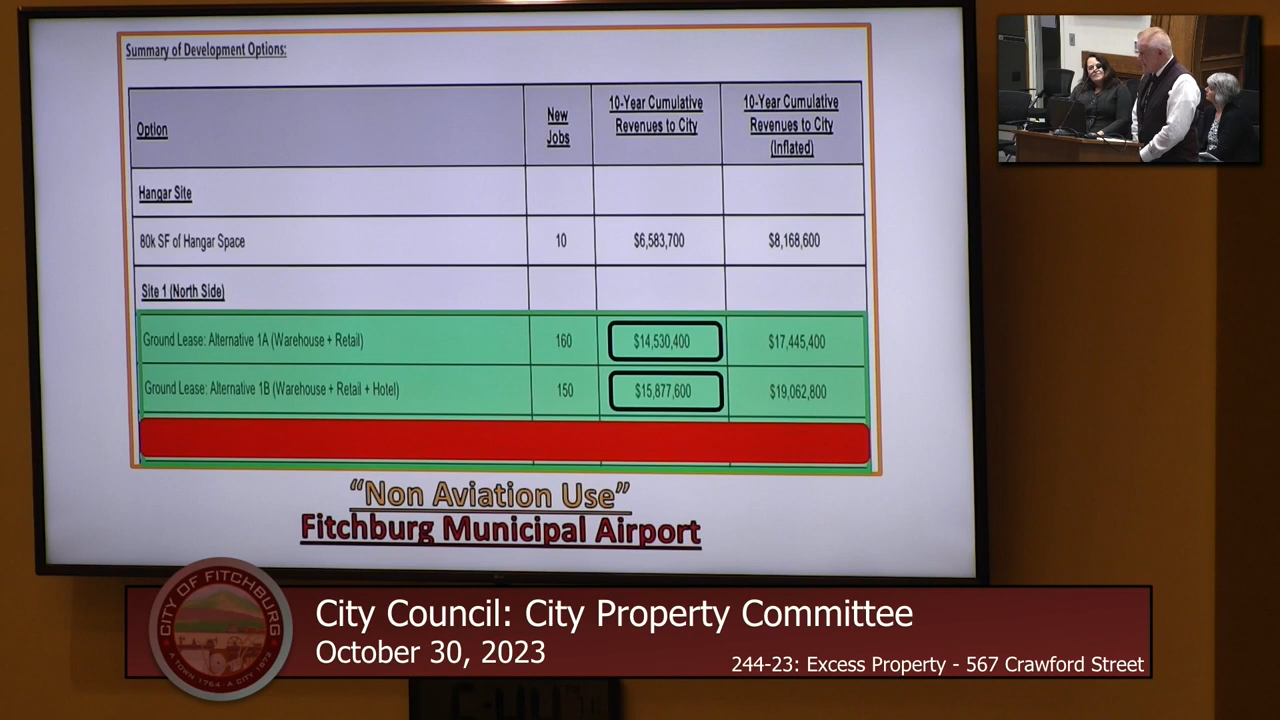 Summary of Development Options:
Option
New Jobs
10-Year Cumulative Revenues to City
10-Year Cumulative Revenues to City (Inflated)
Hangar Site
80k SF of Hangar Space 10 $6,583,700 $8,168,600
Site 1 (North Side)
Ground Lease: Alternative 1A (Warehouse + Retail) 160 $14,530,400 $17,445,400
Ground Lease: Alternative 1B (Warehouse + Retail + Hotel) 150 $15,877,600 $19,062,800
“Non Aviation Use”
Fitchburg Municipal Airport
CITY OF FITCHBURG
A TOWN 1764 · A CITY 1872
City Council: City Property Committee
October 30, 2023
244-23: Excess Property - 567 Crawford Street